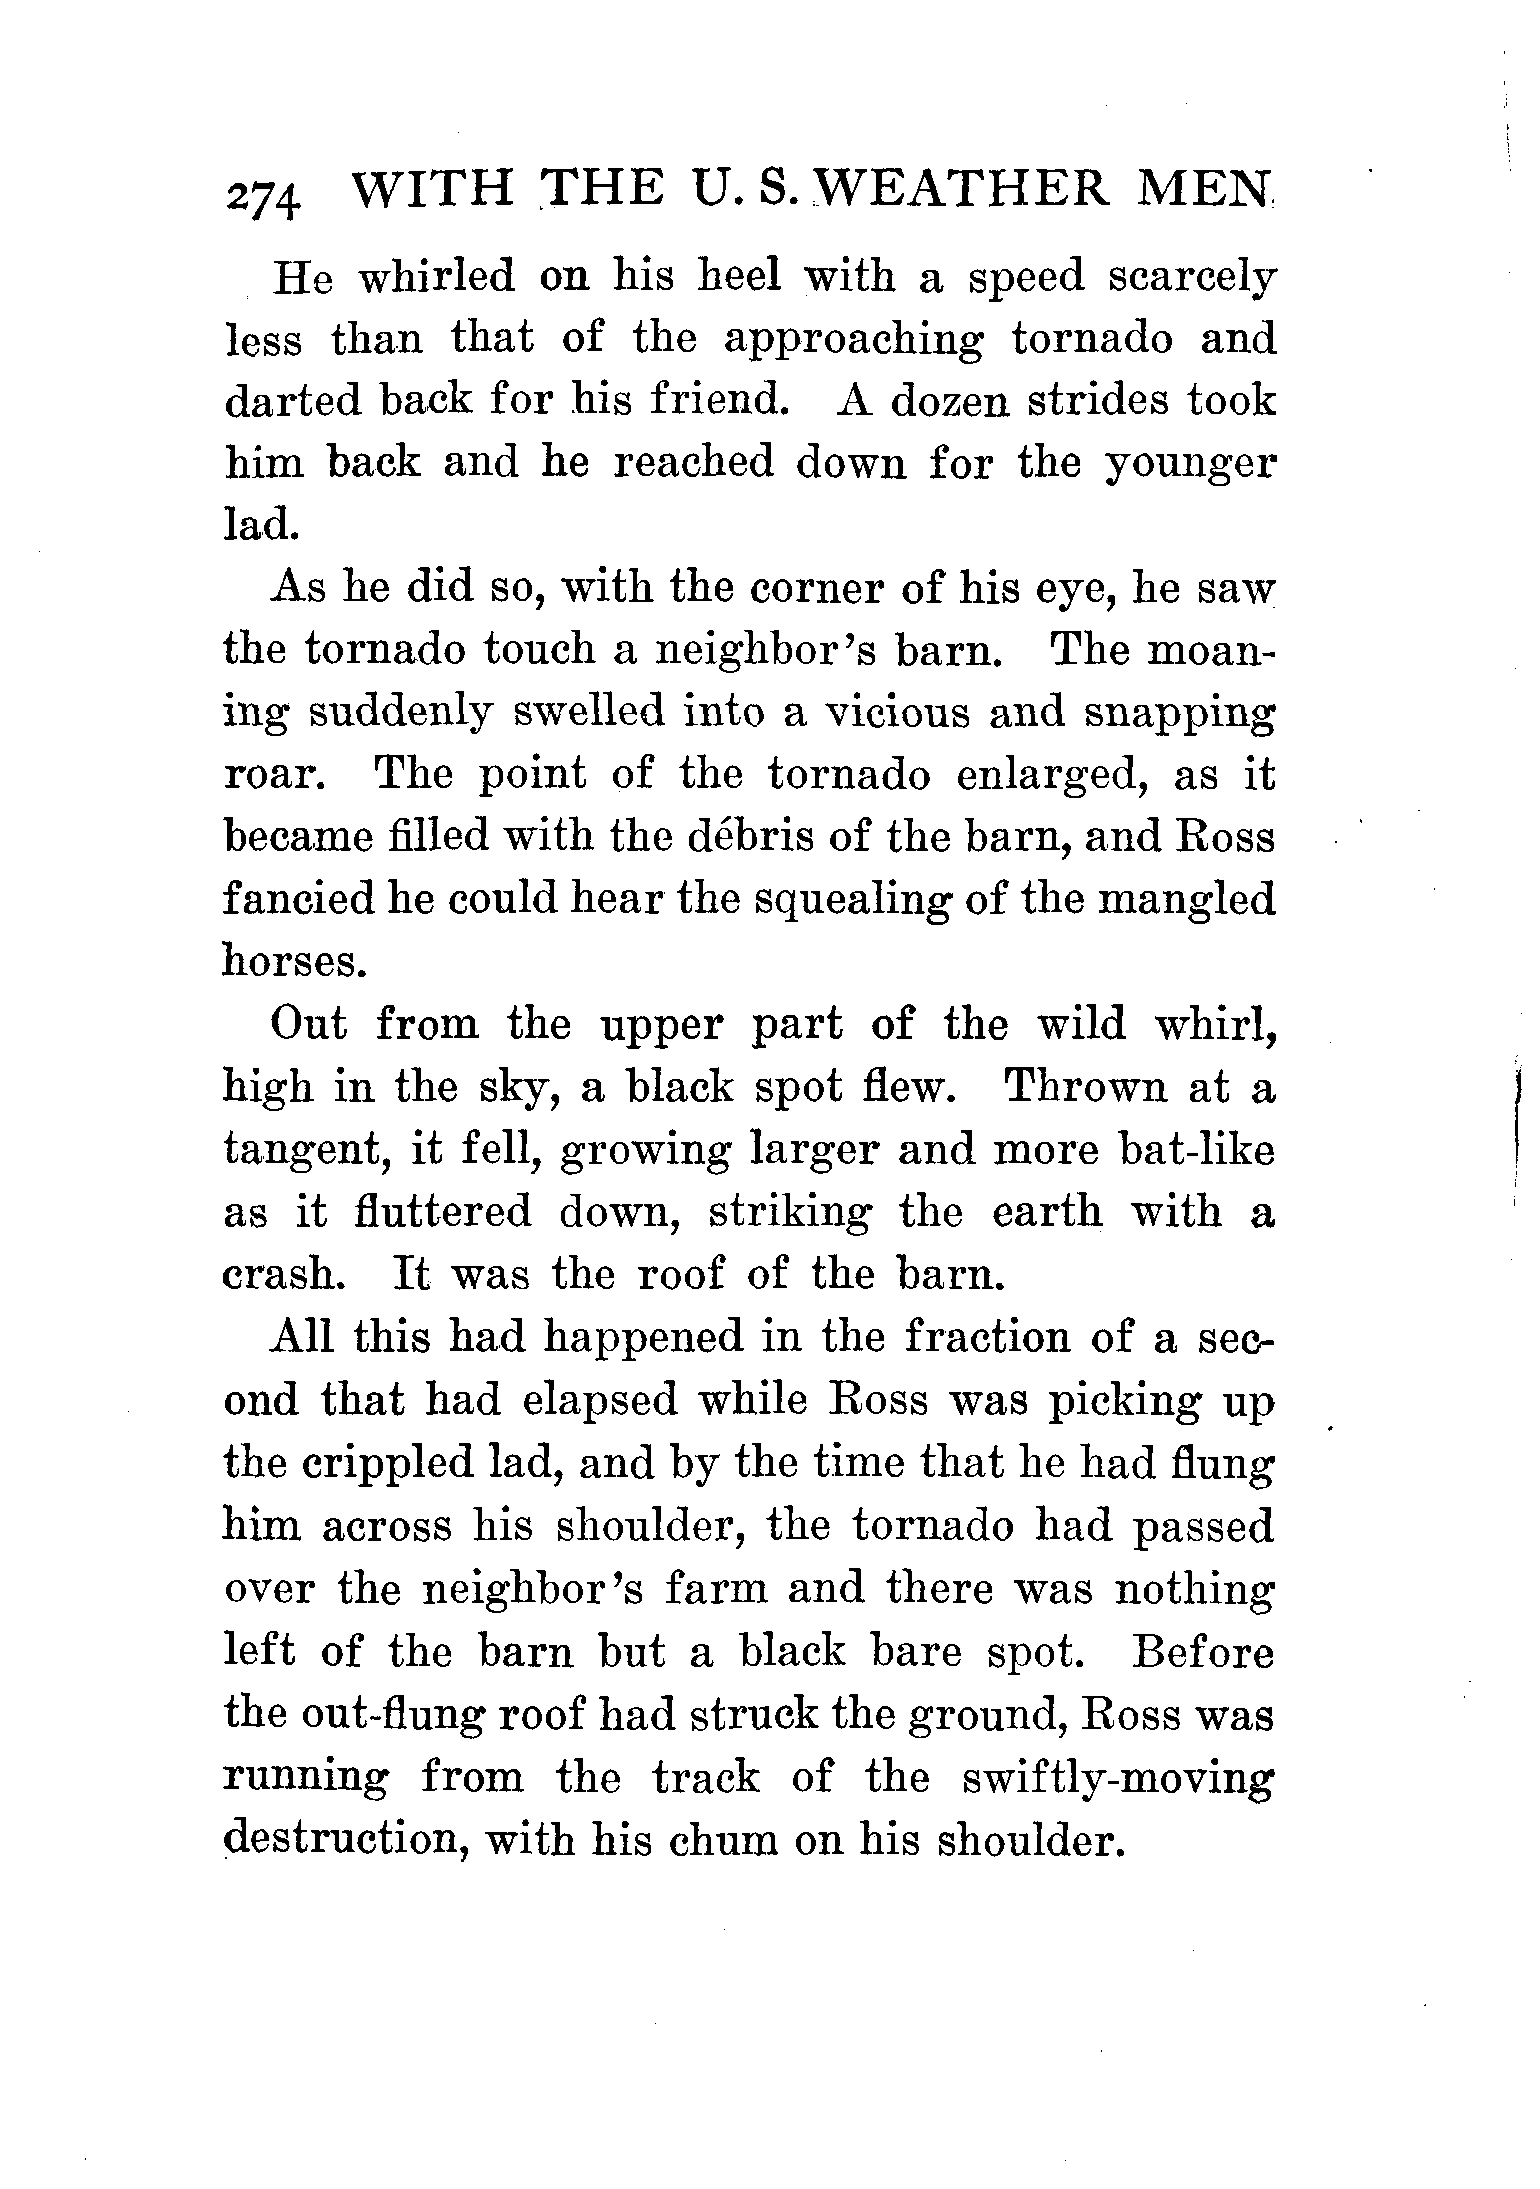 274 WITH THE U. S. WEATHER MEN
He whirled on his heel with a speed scarcely
less than that of the approaching tornado and
darted back for his friend. A dozen strides took
him back and he reached down for the younger
lad.
As he did so, with the corner of his eye, he saw
the tornado touch a neighbor's barn. The moan-
ing suddenly swelled into a vicious and snapping
roar. The point of the tornado enlarged, as it
became filled with the débris of the barn, and Ross
fancied he could hear the squealing of the mangled
horses.
Out from the upper part of the wild whirl,
high in the sky, a black spot flew. Thrown at a
tangent, it fell, growing larger and more bat-like
as it fluttered down, striking the earth with a
crash. It was the roof of the barn.
All this had happened in the fraction of a sec-
ond that had elapsed while Ross was picking up
the crippled lad, and by the time that he had flung
him across his shoulder, the tornado had passed
over the neighbor's farm and there was nothing
left of the barn but a black bare spot. Before
the out-flung roof had struck the ground, Ross was
running from the track of the swiftly-moving
destruction, with his chum on his shoulder.